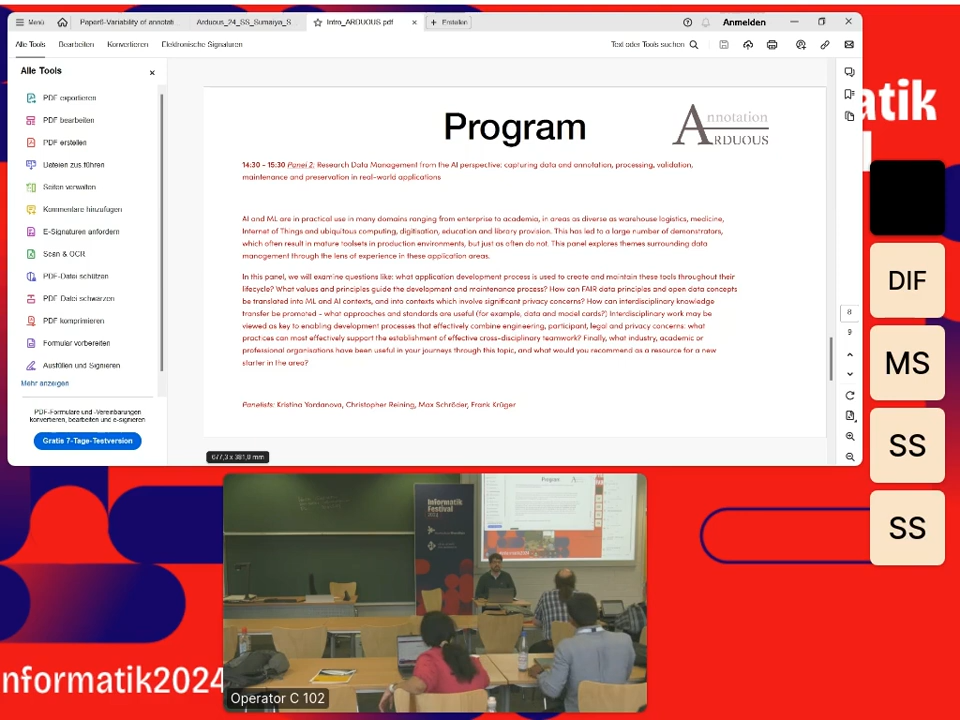 Menü
Paper6-Variability of annotati
Arduous_24_SS_Sumaiya_S...
Intro_ARDUOUS.pdf
Erstellen
Anmelden
Alle Tools
Bearbeiten
Konvertieren
Elektronische Signaturen
Text oder Tools suchen
Alle Tools
PDF exportieren
PDF bearbeiten
PDF erstellen
Dateien zusammenführen
Seiten verwalten
Kommentare hinzufügen
E-Signaturen anfordern
Scan & OCR
PDF-Datei schützen
PDF Datei schwärzen
PDF komprimieren
Formular vorbereiten
Ausfüllen und Signieren
Mehr anzeigen
PDF-Formulare und -Vereinbarungen
konvertieren, bearbeiten und e-signieren
Gratis 7-Tage-Testversion
Program
Annotation
ARDUOUS
14:30 - 15:30 Panel 2: Research Data Management from the AI perspective: capturing data and annotation, processing, validation,
maintenance and preservation in real-world applications
AI and ML are in practical use in many domains ranging from enterprise to academia, in areas as diverse as warehouse logistics, medicine,
Internet of Things and ubiquitous computing, digitisation, education and library provision. This has led to a large number of demonstrators,
which often result in mature toolsets in production environments, but just as often do not. This panel explores themes surrounding data
management through the lens of experience in these application areas.
In this panel, we will examine questions like: what application development process is used to create and maintain these tools throughout their
lifecycle? What values and principles guide the development and maintenance process? How can FAIR data principles and open data concepts
be translated into ML and AI contexts, and into contexts which involve significant privacy concerns? How can interdisciplinary knowledge
transfer be promoted - what approaches and standards are useful (for example, data and model cards?) Interdisciplinary work may be
viewed as key to enabling development processes that effectively combine engineering, participant, legal and privacy concerns: what
practices can most effectively support the establishment of effective cross-disciplinary teamwork? Finally, what industry, academic or
professional organisations have been useful in your journeys through this topic, and what would you recommend as a resource for a new
starter in the area?
Panelists: Kristina Yordanova, Christopher Reining, Max Schröder, Frank Krüger
677,3 x 381,0 mm
8
9
matik
DIF
MS
SS
SS
Informatik
Festival
Program
Operator C 102
nformatik2024